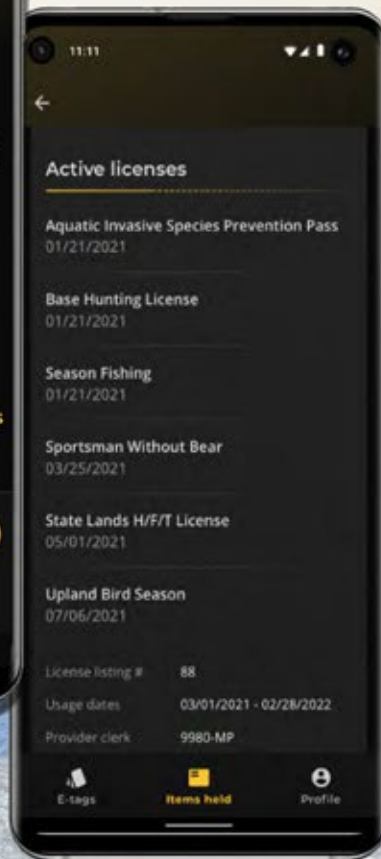 11:11
Active licenses
Aquatic Invasive Species Prevention Pass
01/21/2021
Base Hunting License
01/21/2021
Season Fishing
01/21/2021
Sportsman Without Bear
03/25/2021
State Lands H/F/T License
05/01/2021
Upland Bird Season
07/06/2021
License listing # 88
Usage dates 03/01/2021 - 02/28/2022
Provider clerk 9980-MP
E-tags Items held Profile
s